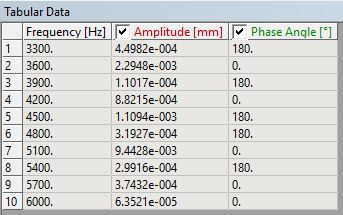 Tabular Data
Frequency [Hz] Amplitude [mm] Phase Angle [°]
1 3300. 4.4982e-004 180.
2 3600. 2.2948e-003 0.
3 3900. 1.1017e-004 180.
4 4200. 8.8215e-004 0.
5 4500. 1.1094e-003 180.
6 4800. 3.1927e-004 180.
7 5100. 9.4428e-003 0.
8 5400. 2.9916e-004 180.
9 5700. 3.7432e-004 0.
10 6000. 6.3521e-005 0.